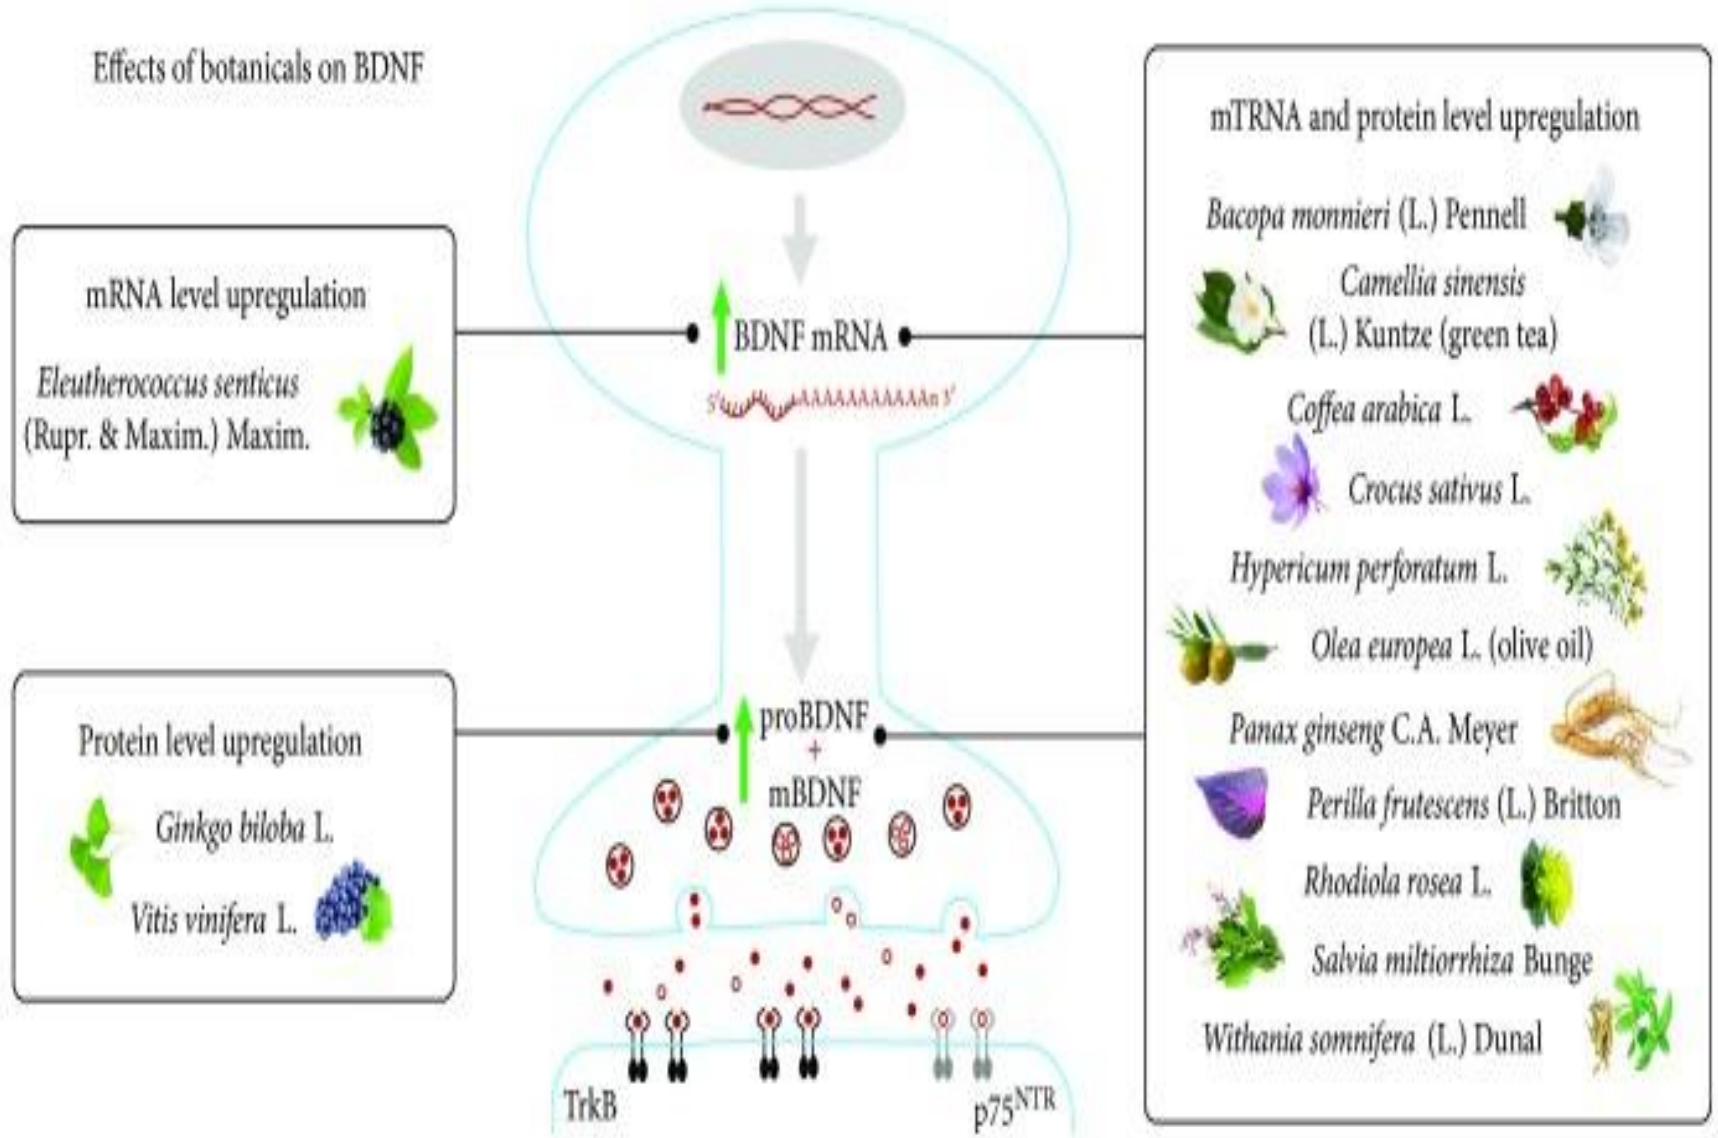 Effects of botanicals on BDNF
mRNA level upregulation
Eleutherococcus senticus
(Rupr. & Maxim.) Maxim.
Protein level upregulation
Ginkgo biloba L.
Vitis vinifera L.
BDNF mRNA
5' AAAAAAAAAAAAn 3'
proBDNF
+
mBDNF
TrkB
p75NTR
mTRNA and protein level upregulation
Bacopa monnieri (L.) Pennell
Camellia sinensis
(L.) Kuntze (green tea)
Coffea arabica L.
Crocus sativus L.
Hypericum perforatum L.
Olea europea L. (olive oil)
Panax ginseng C.A. Meyer
Perilla frutescens (L.) Britton
Rhodiola rosea L.
Salvia miltiorrhiza Bunge
Withania somnifera (L.) Dunal